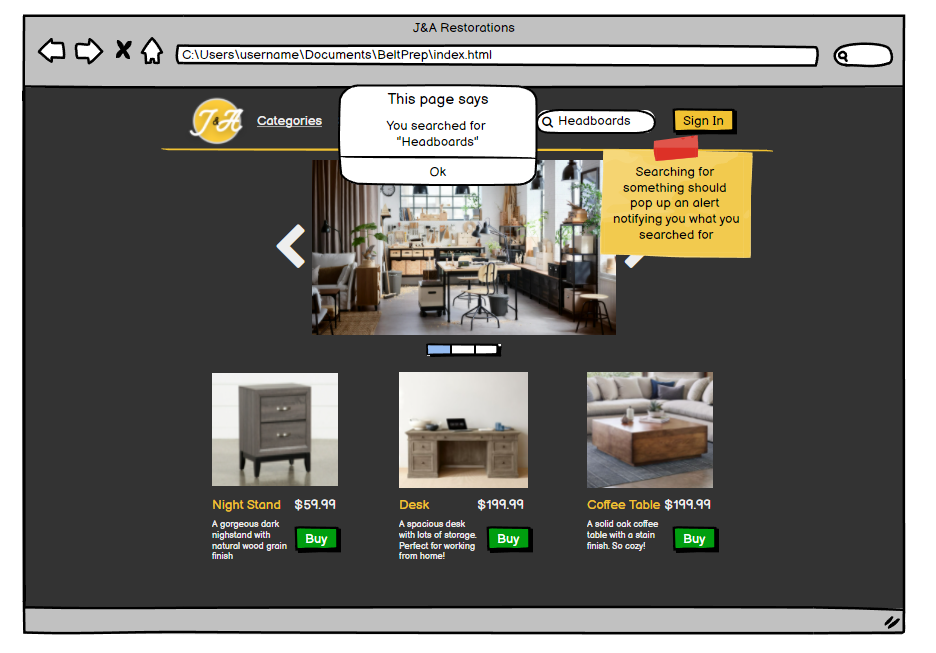 J&A Restorations
C:\Users\username\Documents\BeltPrep\index.html
J&A
Categories
This page says
You searched for
"Headboards"
Ok
Headboards
Sign In
Searching for
something should
pop up an alert
notifying you what you
searched for
Night Stand $59.99
A gorgeous dark
nighstand with
natural wood grain
finish
Buy
Desk $199.99
A spacious desk
with lots of storage.
Perfect for working
from home!
Buy
Coffee Table $199.99
A solid oak coffee
table with a stain
finish. So cozy!
Buy